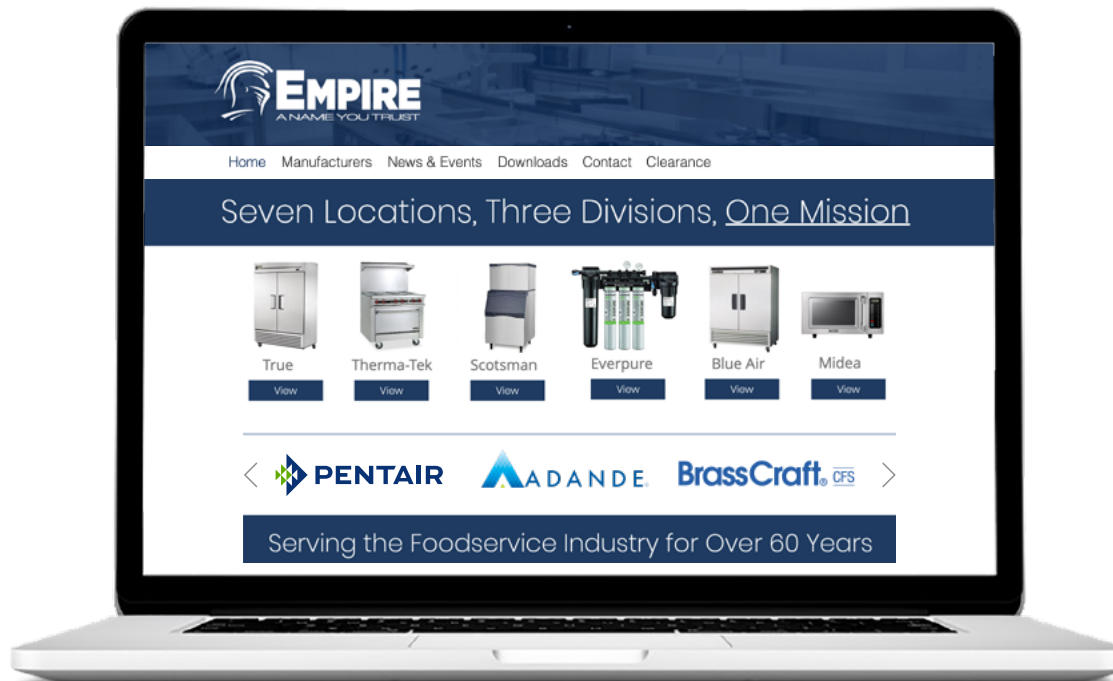 EMPIRE
A NAME YOU TRUST
Home Manufacturers News & Events Downloads Contact Clearance
Seven Locations, Three Divisions, One Mission
True Therma-Tek Scotsman Everpure Blue Air Midea
View View View View View View
PENTAIR ADANDE® BrassCraft® CFS
Serving the Foodservice Industry for Over 60 Years